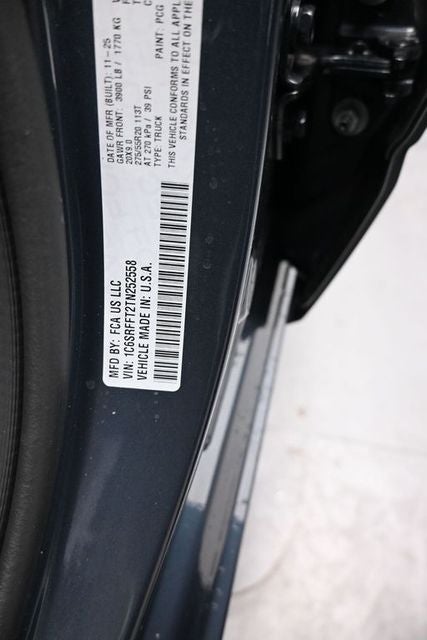 MFD BY: FCA US LLC
VIN: 1C6SRFFT2TN252558
VEHICLE MADE IN: U.S.A.
DATE OF MFR (BUILT): 11-25
GAWR FRONT: 3900 LB / 1770 KG
20X9.0
275/55R20 113T
AT 270 kPa / 39 PSI
TYPE: TRUCK
PAINT: PCG
THIS VEHICLE CONFORMS TO ALL APPL
STANDARDS IN EFFECT ON THE